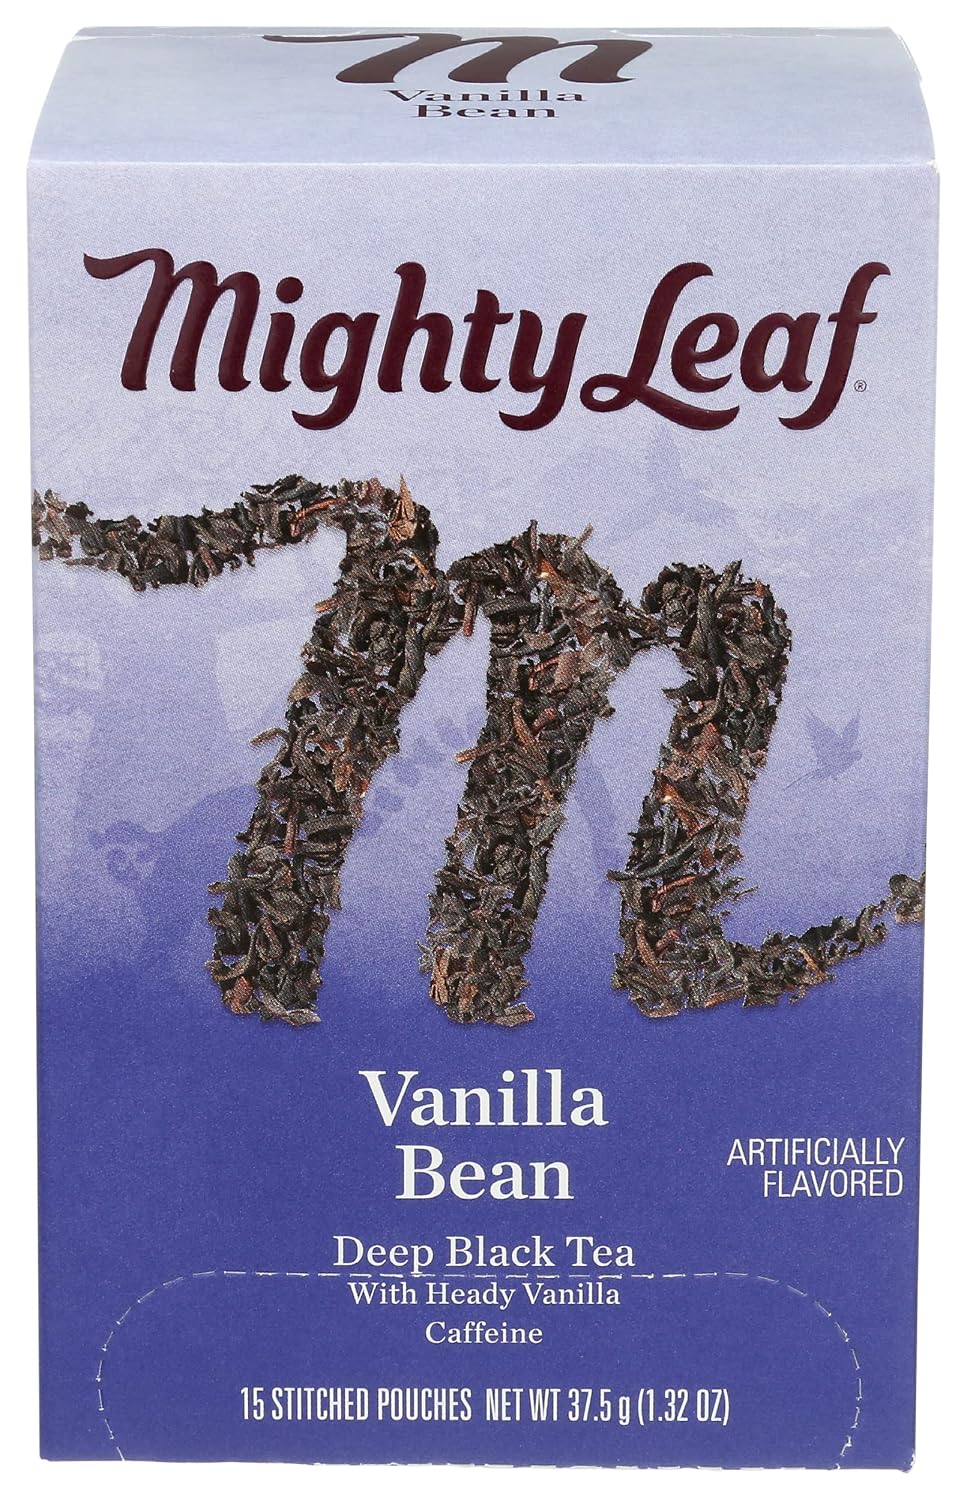 m
Vanilla
Bean
Mighty Leaf®
m
Vanilla
Bean
ARTIFICIALLY
FLAVORED
Deep Black Tea
With Heady Vanilla
Caffeine
15 STITCHED POUCHES NET WT 37.5 g (1.32 OZ)